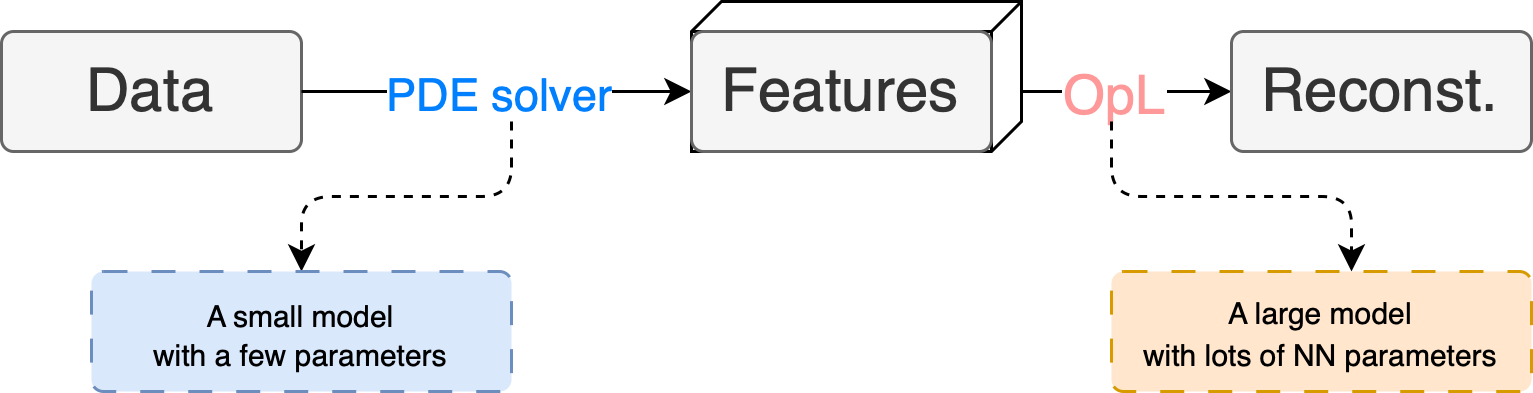 Data
PDE solver
Features
OpL
Reconst.
A small model
with a few parameters
A large model
with lots of NN parameters